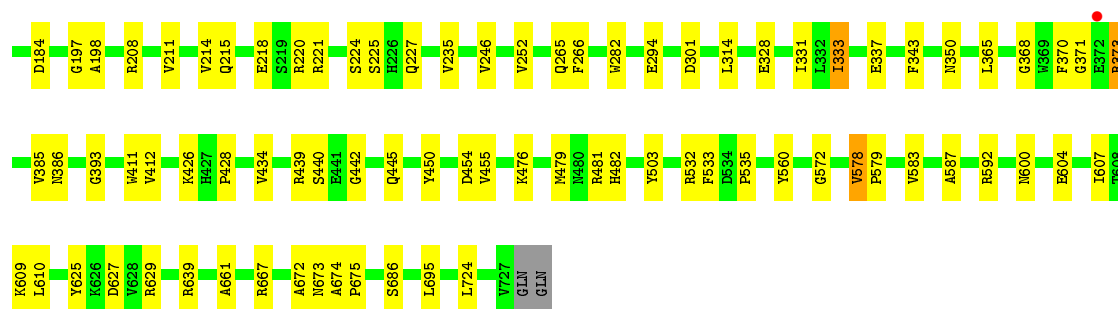 D184 G197 A198 R208 V211 V214 Q215 E218 S219 R220 R221 S224 S225 H226 Q227 V235 V246 V252 Q265 F266 W282 E294 D301 L314 E328 I331 L332 I333 E337 F343 N350 L365 G368 W369 F370 G371 E372
V385 N386 G393 W411 V412 K426 H427 P428 V434 R439 S440 E441 G442 Q445 Y450 D454 V455 K476 M479 N480 R481 H482 Y503 R532 F533 D534 P535 Y560 G572 V578 P579 V583 A587 R592 N600 E604 I607
K609 L610 Y625 K626 D627 V628 R629 R639 A661 R667 A672 N673 A674 P675 S686 L695 L724 V727 GLN GLN